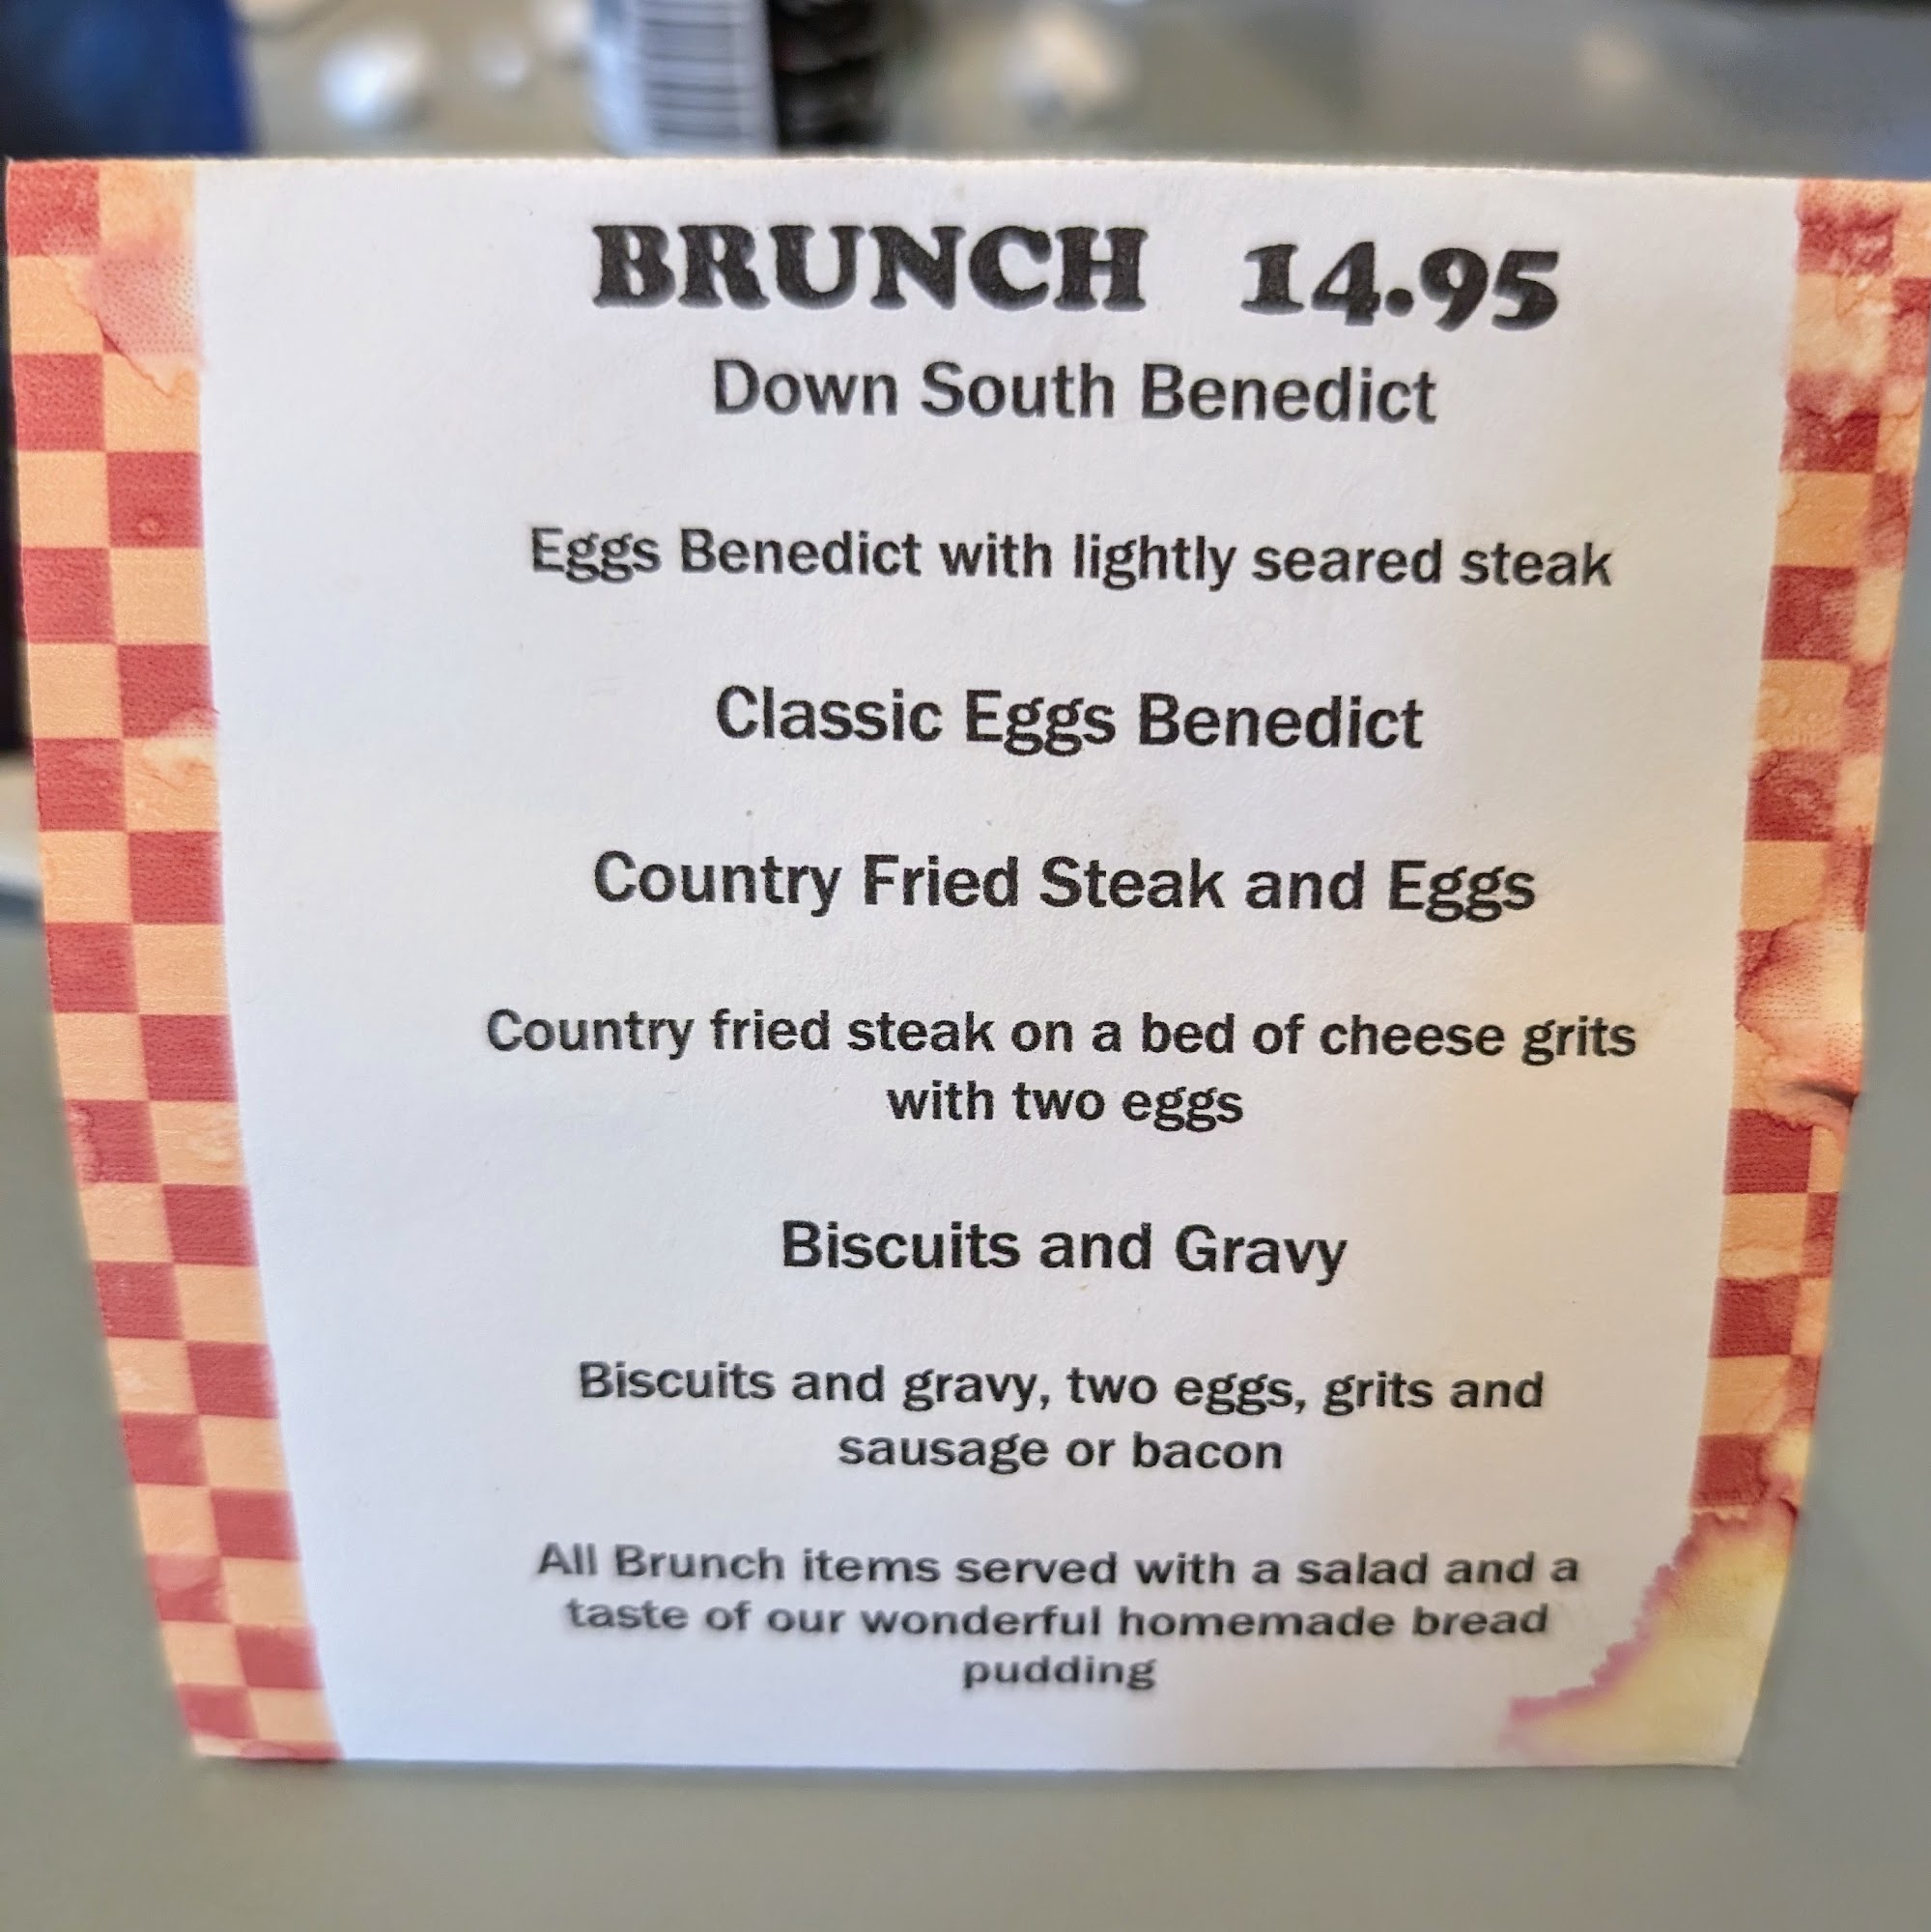 BRUNCH 14.95
Down South Benedict
Eggs Benedict with lightly seared steak
Classic Eggs Benedict
Country Fried Steak and Eggs
Country fried steak on a bed of cheese grits
with two eggs
Biscuits and Gravy
Biscuits and gravy, two eggs, grits and
sausage or bacon
All Brunch items served with a salad and a
taste of our wonderful homemade bread
pudding